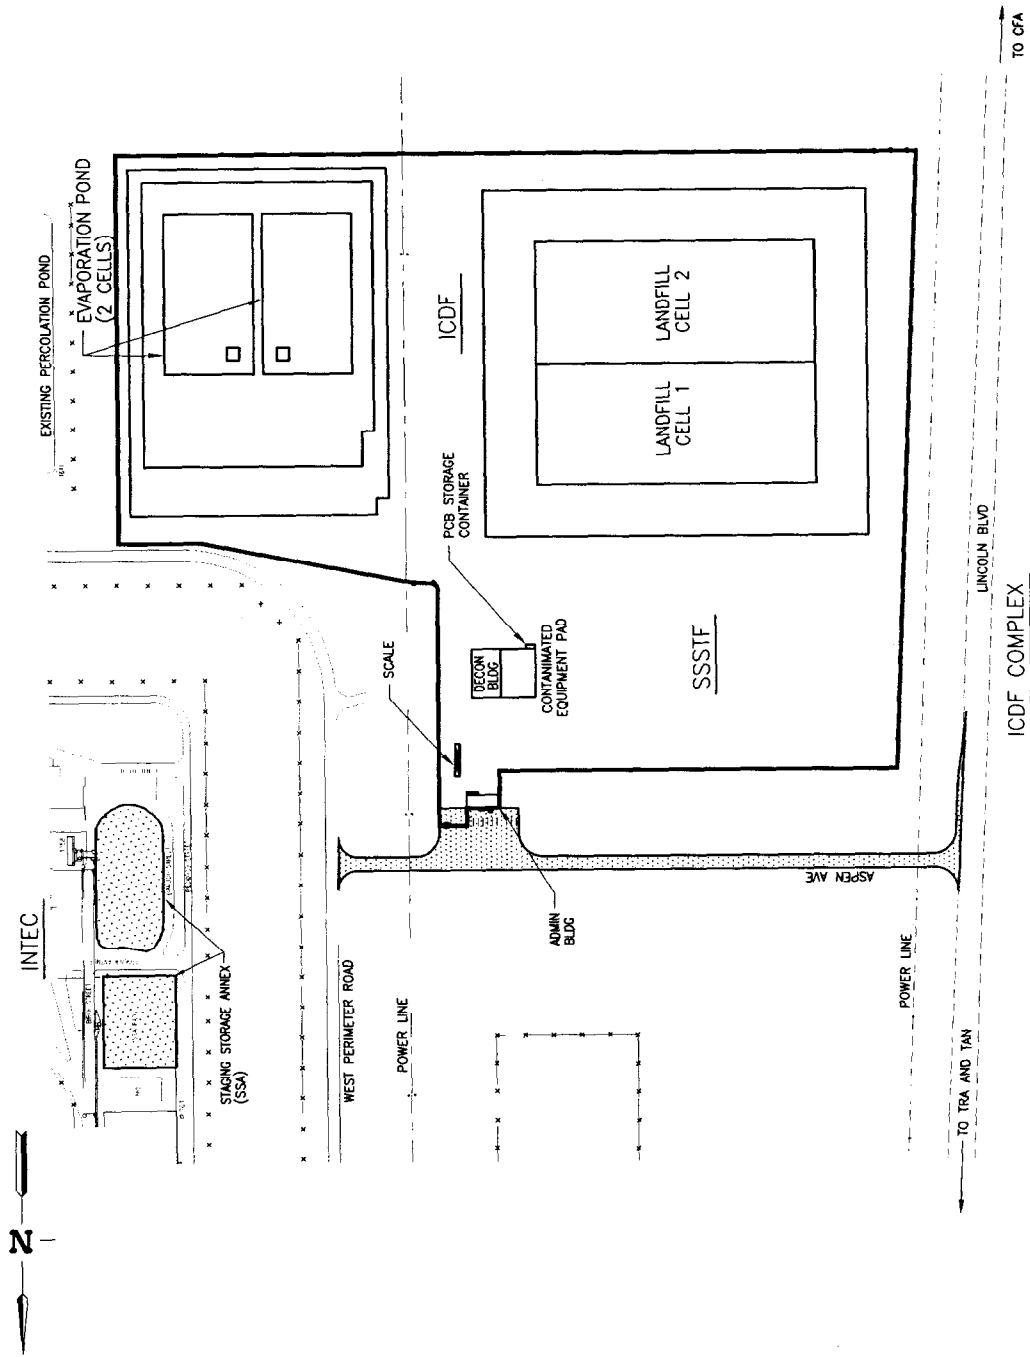 N
INTEC
STAGING STORAGE ANNEX
(SSA)
EXISTING PERCOLATION POND
EVAPORATION POND
(2 CELLS)
ICDF
LANDFILL
CELL 1
LANDFILL
CELL 2
PCB STORAGE
CONTAINER
SCALE
DECON
BLDG
CONTANIMATED
EQUIPMENT PAD
SSSTF
ADMIN
BLDG
ASPEN AVE
WEST PERIMETER ROAD
POWER LINE
POWER LINE
TO TRA AND TAN
LINCOLN BLVD
TO CFA
ICDF COMPLEX